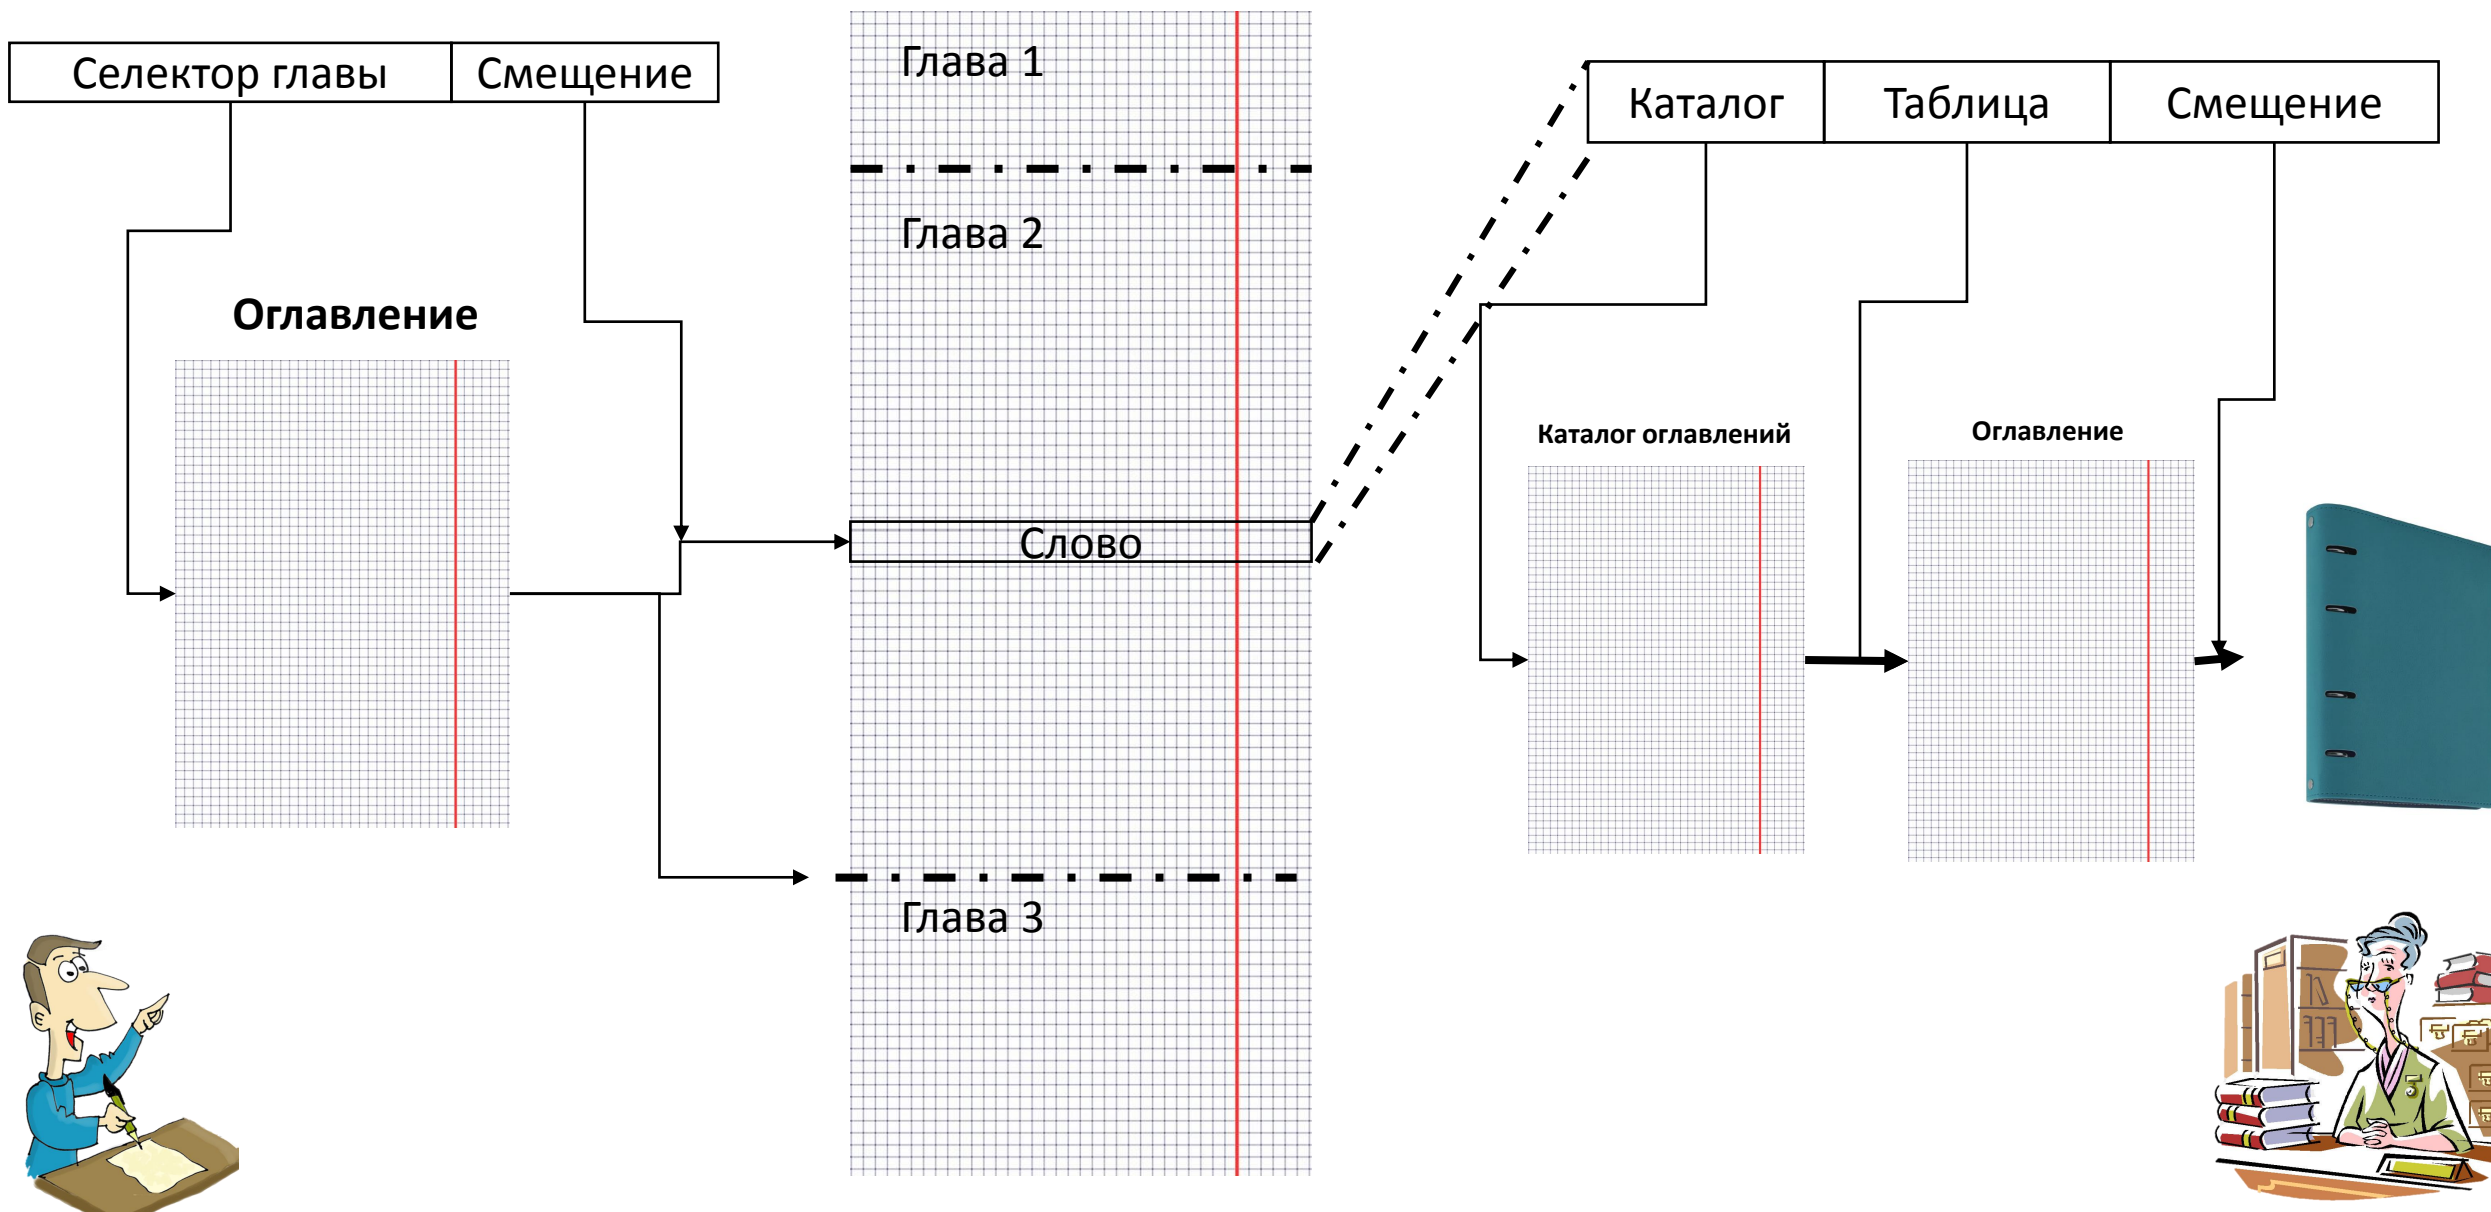 Селектор главы
Смещение
Оглавление
Глава 1
Глава 2
Слово
Глава 3
Каталог
Таблица
Смещение
Каталог оглавлений
Оглавление